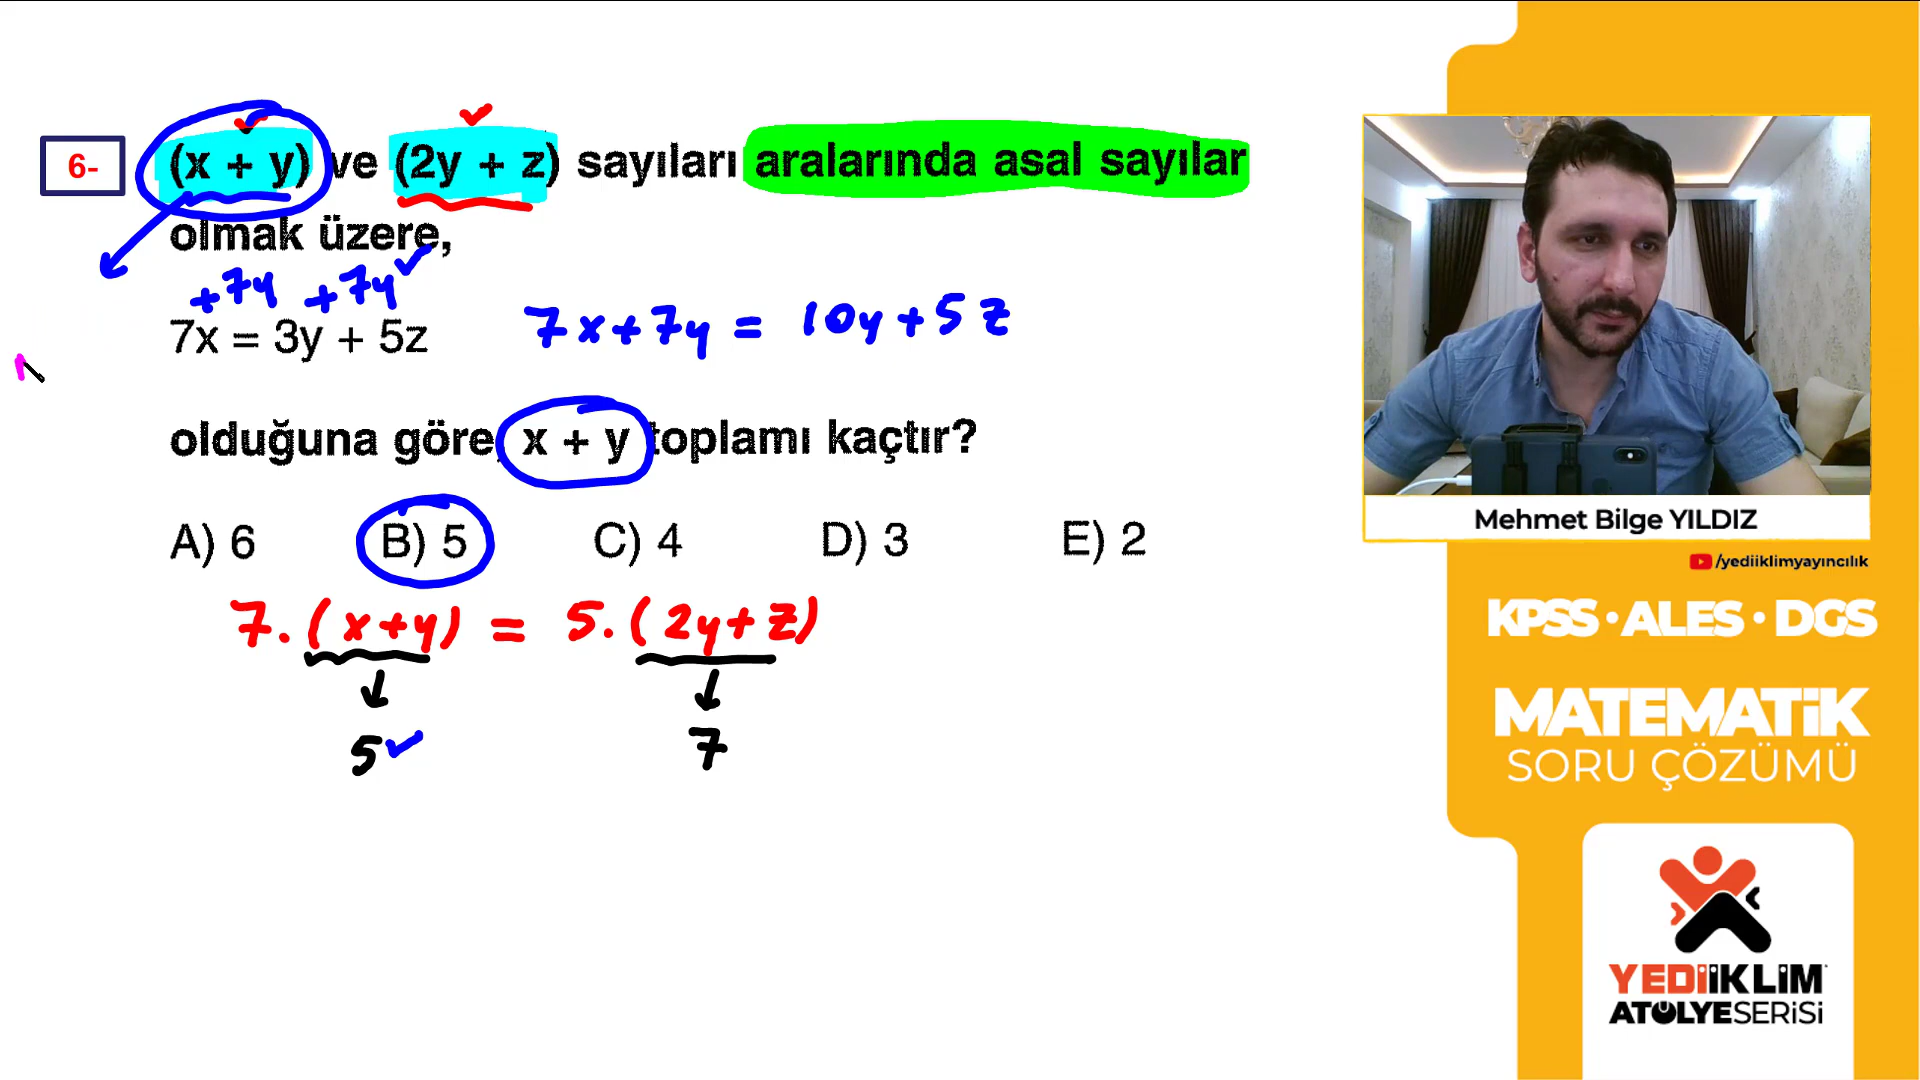 6- (x + y) ve (2y + z) sayıları aralarında asal sayılar
olmak üzere,
+7y +7y
7x = 3y + 5z
7x+7y = 10y+5z
olduğuna göre, x + y toplamı kaçtır?
A) 6 B) 5 C) 4 D) 3 E) 2
7.(x+y) = 5.(2y+z)
5 7
Mehmet Bilge YILDIZ
/yediiklimyayıncılık
KPSS • ALES • DGS
MATEMATİK
SORU ÇÖZÜMÜ
YEDİİKLİM
ATÖLYESERİSİ